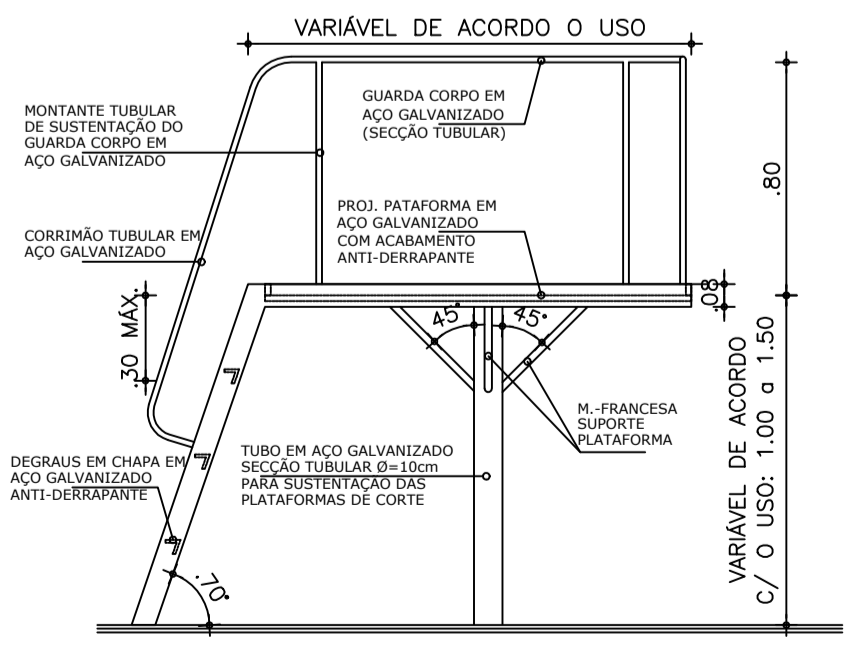 VARIÁVEL DE ACORDO O USO
MONTANTE TUBULAR
DE SUSTENTAÇÃO DO
GUARDA CORPO EM
AÇO GALVANIZADO
GUARDA CORPO EM
AÇO GALVANIZADO
(SECÇÃO TUBULAR)
.80
PROJ. PATAFORMA EM
AÇO GALVANIZADO
COM ACABAMENTO
ANTI-DERRAPANTE
CORRIMÃO TUBULAR EM
AÇO GALVANIZADO
.30 MÁX.
.08
45°
45°
VARIÁVEL DE ACORDO
C/ O USO: 1.00 a 1.50
M.-FRANCESA
SUPORTE
PLATAFORMA
TUBO EM AÇO GALVANIZADO
SECÇÃO TUBULAR Ø=10cm
PARA SUSTENTAÇÃO DAS
PLATAFORMAS DE CORTE
DEGRAUS EM CHAPA EM
AÇO GALVANIZADO
ANTI-DERRAPANTE
.70°